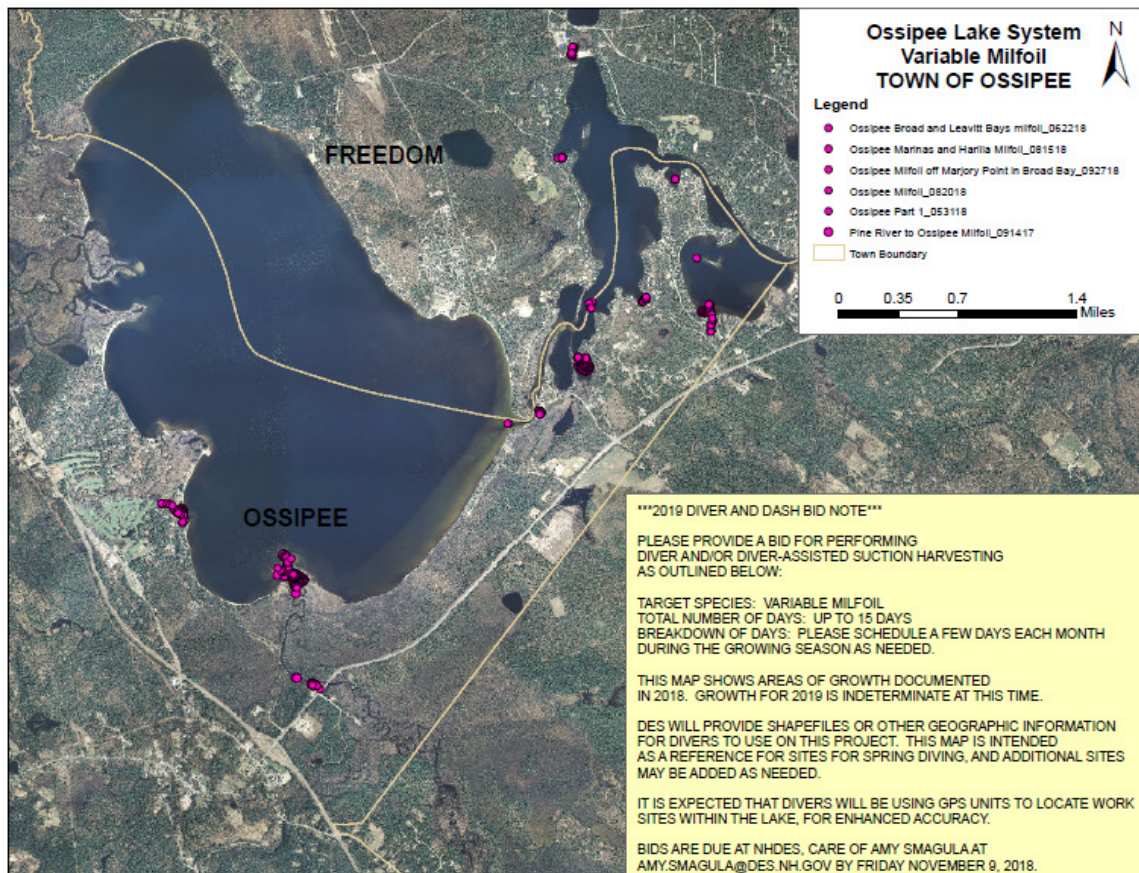 Ossipee Lake System
Variable Milfoil
TOWN OF OSSIPEE
N
Legend
Ossipee Broad and Leavitt Bays milfoil_062218
Ossipee Marinas and Harilla Milfoil_081518
Ossipee Milfoil off Marjory Point in Broad Bay_092718
Ossipee Milfoil_082018
Ossipee Part 1_053118
Pine River to Ossipee Milfoil_091417
Town Boundary
0 0.35 0.7 1.4
Miles
FREEDOM
OSSIPEE
***2019 DIVER AND DASH BID NOTE***
PLEASE PROVIDE A BID FOR PERFORMING
DIVER AND/OR DIVER-ASSISTED SUCTION HARVESTING
AS OUTLINED BELOW:
TARGET SPECIES: VARIABLE MILFOIL
TOTAL NUMBER OF DAYS: UP TO 15 DAYS
BREAKDOWN OF DAYS: PLEASE SCHEDULE A FEW DAYS EACH MONTH
DURING THE GROWING SEASON AS NEEDED.
THIS MAP SHOWS AREAS OF GROWTH DOCUMENTED
IN 2018. GROWTH FOR 2019 IS INDETERMINATE AT THIS TIME.
DES WILL PROVIDE SHAPEFILES OR OTHER GEOGRAPHIC INFORMATION
FOR DIVERS TO USE ON THIS PROJECT. THIS MAP IS INTENDED
AS A REFERENCE FOR SITES FOR SPRING DIVING, AND ADDITIONAL SITES
MAY BE ADDED AS NEEDED.
IT IS EXPECTED THAT DIVERS WILL BE USING GPS UNITS TO LOCATE WORK
SITES WITHIN THE LAKE, FOR ENHANCED ACCURACY.
BIDS ARE DUE AT NHDES, CARE OF AMY SMAGULA AT
AMY.SMAGULA@DES.NH.GOV BY FRIDAY NOVEMBER 9, 2018.